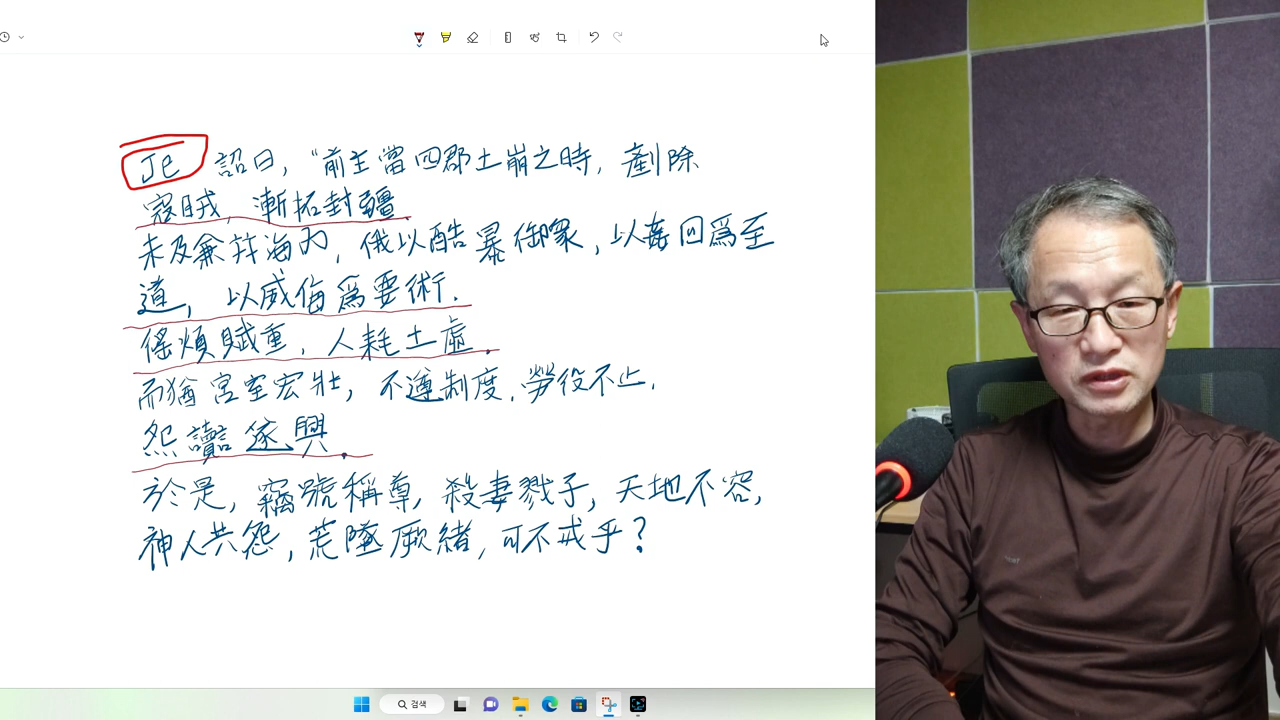 JC 詔曰, "前主當四郡土崩之時, 剷除
寇賊, 漸拓封疆.
未及兼幷海內, 俄以酷暴御衆, 以姦回爲至
道, 以威侮爲要術.
徭煩賦重, 人耗土虛.
而猶宮室宏壯, 不遵制度, 勞役不止.
怨讟遂興.
於是, 竊號稱尊, 殺妻戮子, 天地不容,
神人共怨, 荒墜厥緖, 可不戒乎?
검색